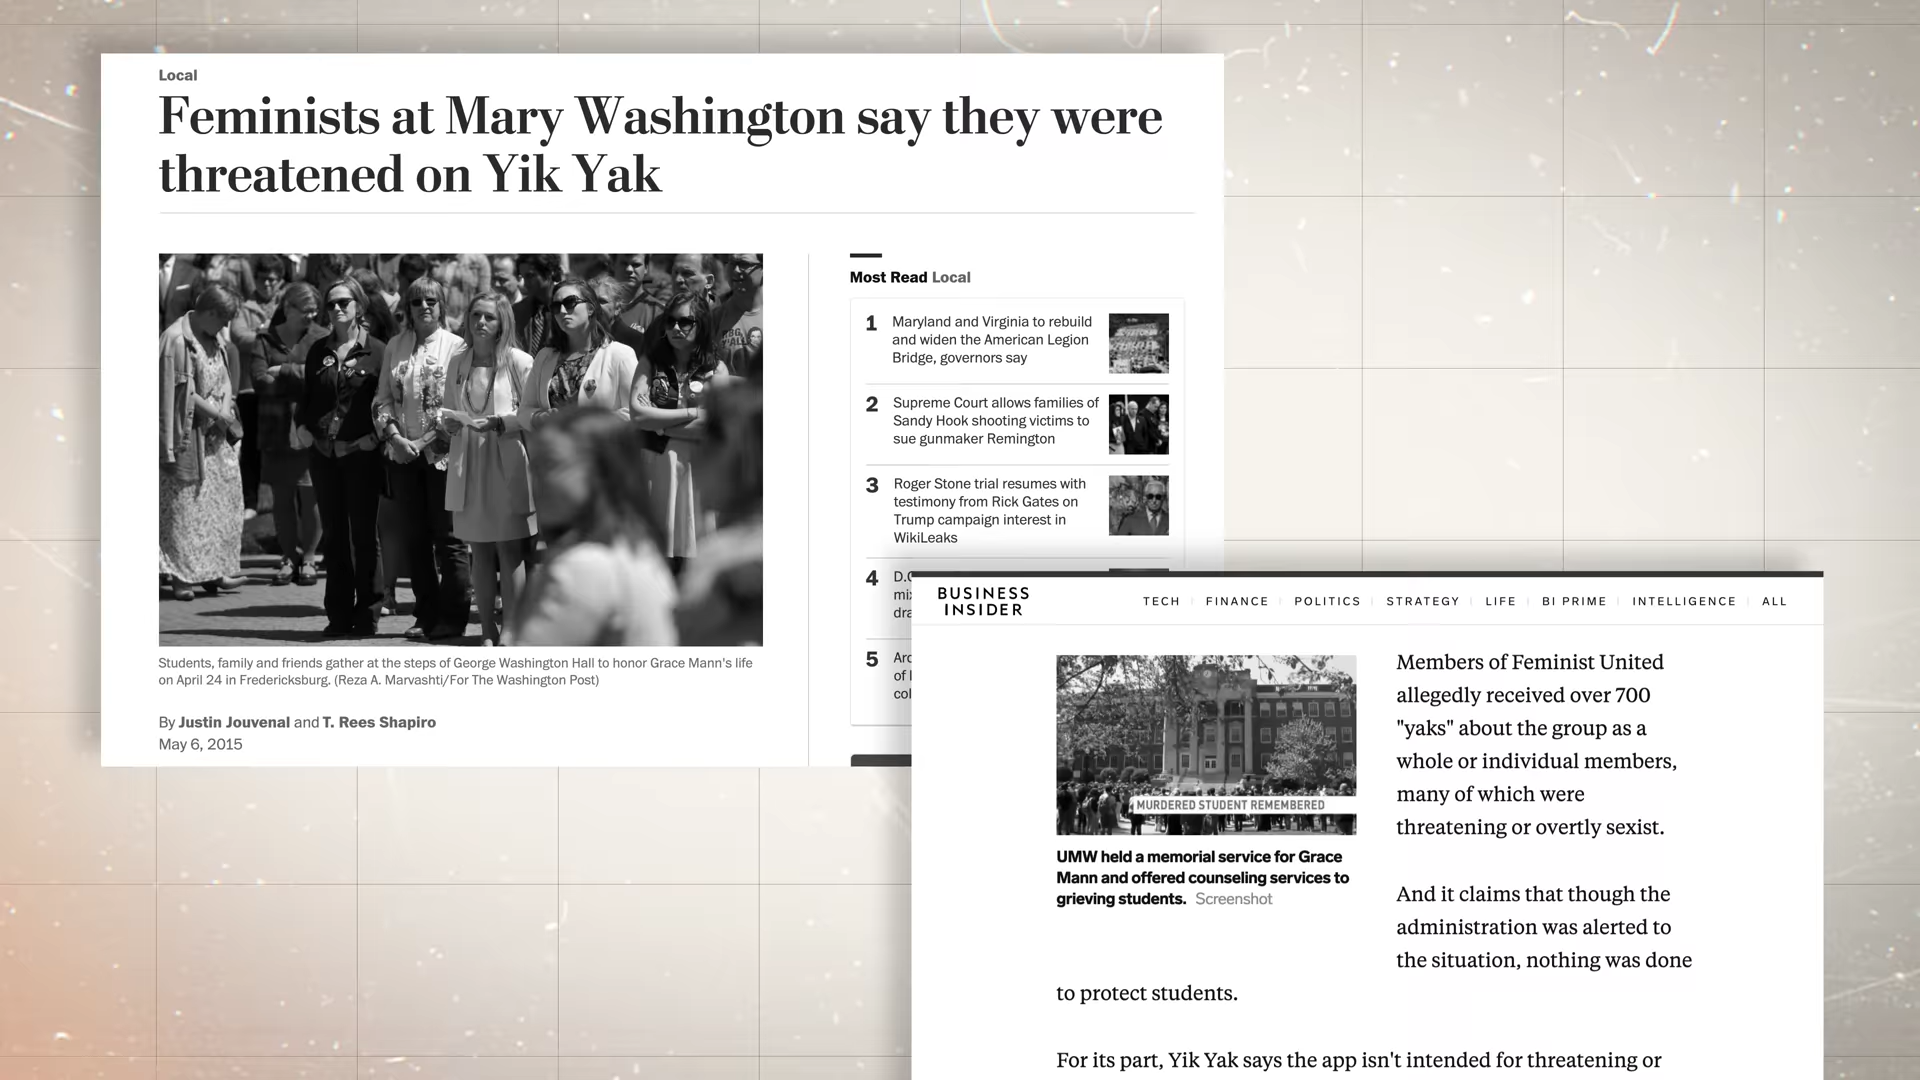 Local
Feminists at Mary Washington say they were
threatened on Yik Yak
Students, family and friends gather at the steps of George Washington Hall to honor Grace Mann's life
on April 24 in Fredericksburg. (Reza A. Marvashti/For The Washington Post)
By Justin Jouvenal and T. Rees Shapiro
May 6, 2015
Most Read Local
1 Maryland and Virginia to rebuild
and widen the American Legion
Bridge, governors say
2 Supreme Court allows families of
Sandy Hook shooting victims to
sue gunmaker Remington
3 Roger Stone trial resumes with
testimony from Rick Gates on
Trump campaign interest in
WikiLeaks
4
5
BUSINESS
INSIDER
TECH FINANCE POLITICS STRATEGY LIFE BI PRIME INTELLIGENCE ALL
MURDERED STUDENT REMEMBERED
UMW held a memorial service for Grace
Mann and offered counseling services to
grieving students. Screenshot
Members of Feminist United
allegedly received over 700
"yaks" about the group as a
whole or individual members,
many of which were
threatening or overtly sexist.
And it claims that though the
administration was alerted to
the situation, nothing was done
to protect students.
For its part, Yik Yak says the app isn't intended for threatening or